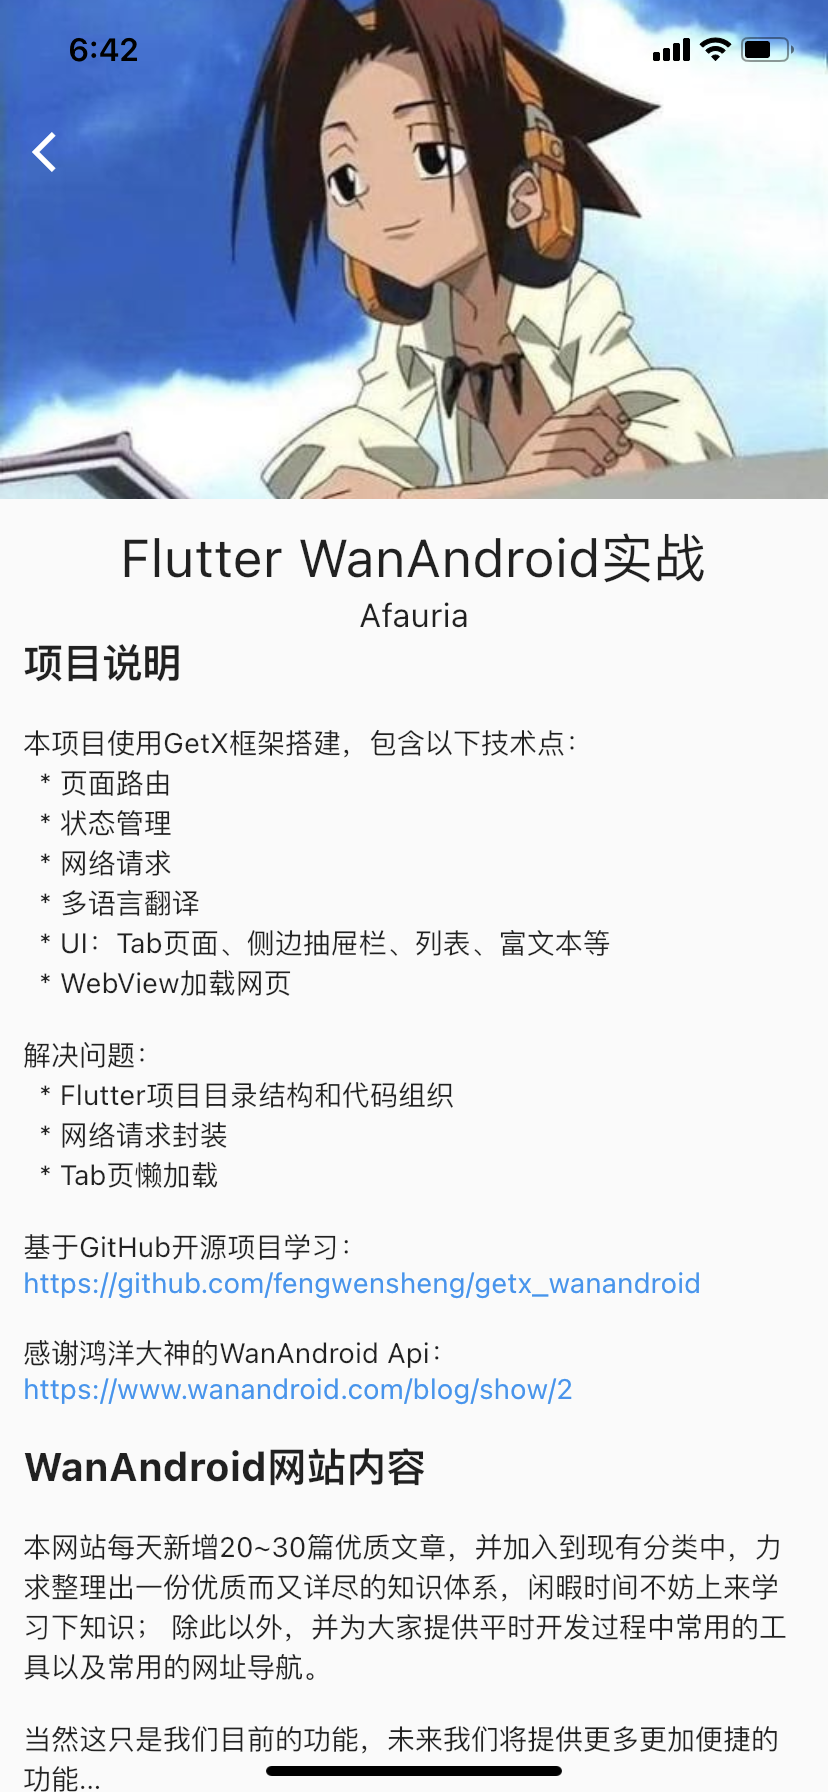 6:42
Flutter WanAndroid实战
Afauria
项目说明
本项目使用GetX框架搭建，包含以下技术点：
* 页面路由
* 状态管理
* 网络请求
* 多语言翻译
* UI：Tab页面、侧边抽屉栏、列表、富文本等
* WebView加载网页
解决问题：
* Flutter项目目录结构和代码组织
* 网络请求封装
* Tab页懒加载
基于GitHub开源项目学习：
https://github.com/fengwensheng/getx_wanandroid
感谢鸿洋大神的WanAndroid Api：
https://www.wanandroid.com/blog/show/2
WanAndroid网站内容
本网站每天新增20~30篇优质文章，并加入到现有分类中，力
求整理出一份优质而又详尽的知识体系，闲暇时间不妨上来学
习下知识； 除此以外，并为大家提供平时开发过程中常用的工
具以及常用的网址导航。
当然这只是我们目前的功能，未来我们将提供更多更加便捷的
功能...